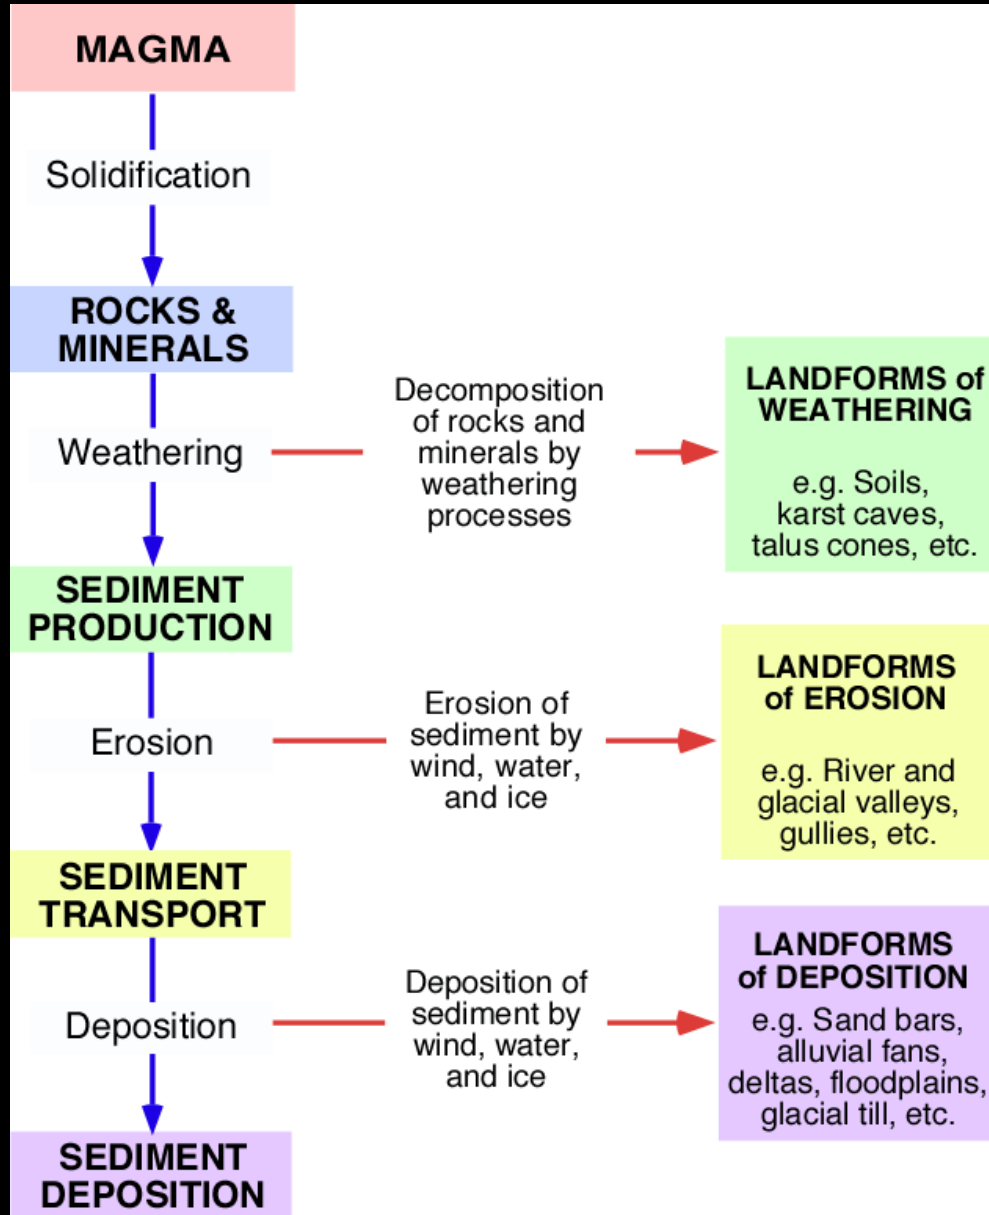 MAGMA
Solidification
ROCKS &
MINERALS
Weathering
Decomposition
of rocks and
minerals by
weathering
processes
LANDFORMS of
WEATHERING
e.g. Soils,
karst caves,
talus cones, etc.
SEDIMENT
PRODUCTION
Erosion
Erosion of
sediment by
wind, water,
and ice
LANDFORMS
of EROSION
e.g. River and
glacial valleys,
gullies, etc.
SEDIMENT
TRANSPORT
Deposition
Deposition of
sediment by
wind, water,
and ice
LANDFORMS
of DEPOSITION
e.g. Sand bars,
alluvial fans,
deltas, floodplains,
glacial till, etc.
SEDIMENT
DEPOSITION